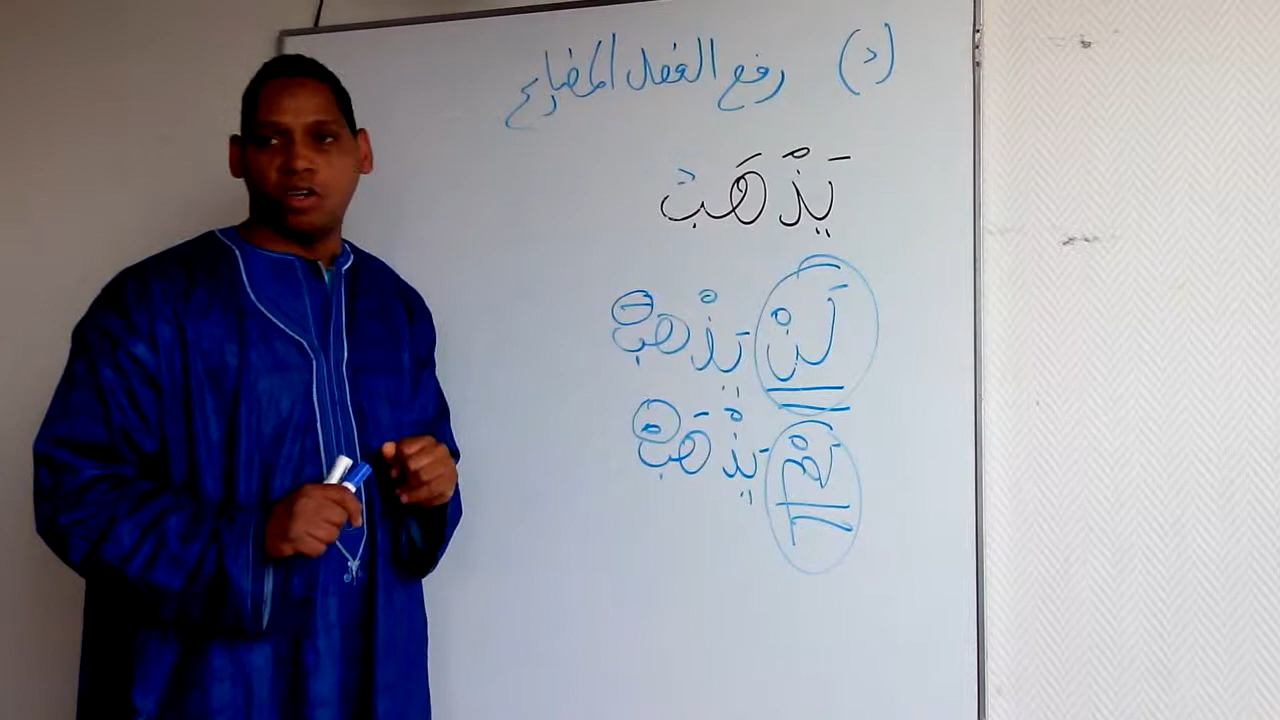 (د) رفع الفعل المضارع
يَذْهَبُ
لَنْ يَذْهَبَ
لَمْ يَذْهَبْ